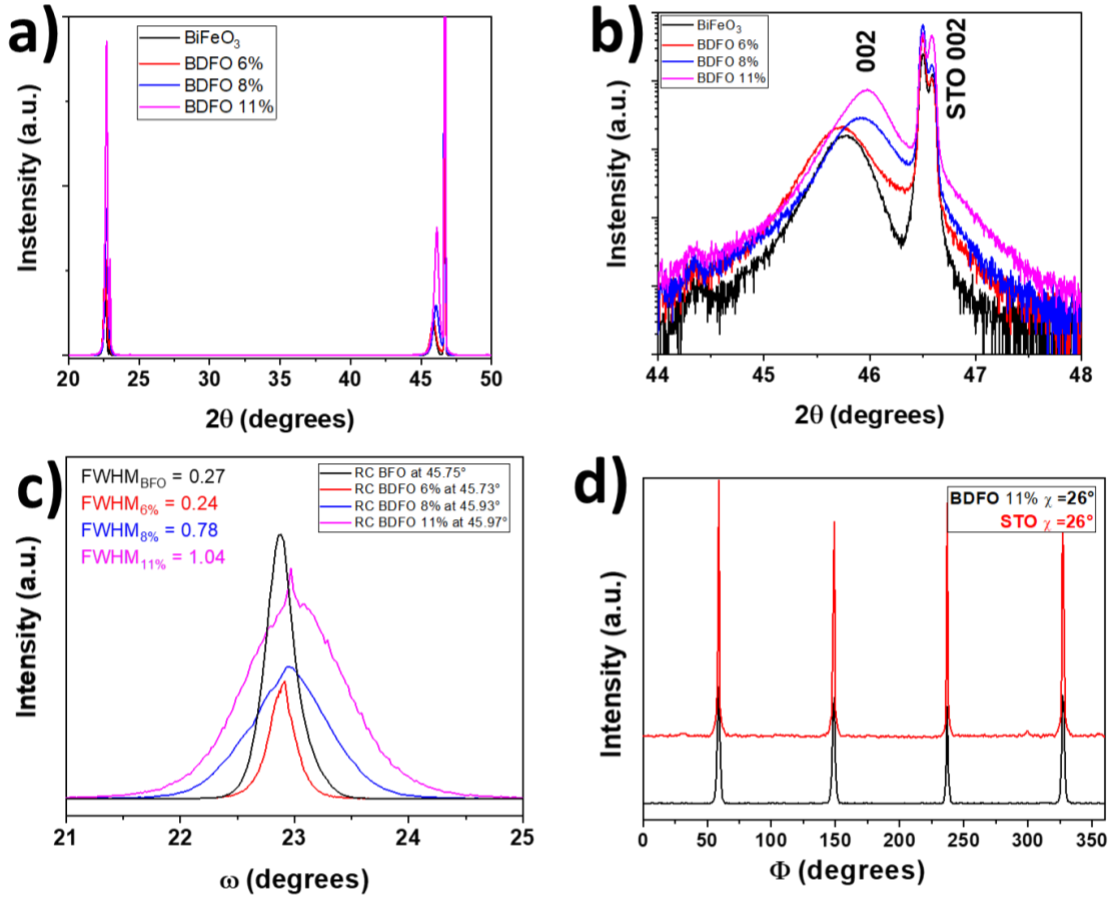 a)
BiFeO3
BDFO 6%
BDFO 8%
BDFO 11%
Instensity (a.u.)
20 25 30 35 40 45 50
2θ (degrees)
b)
BiFeO3
BDFO 6%
BDFO 8%
BDFO 11%
002
STO 002
Instensity (a.u.)
44 45 46 47 48
2θ (degrees)
c)
FWHMBFO = 0.27
FWHM6% = 0.24
FWHM8% = 0.78
FWHM11% = 1.04
RC BFO at 45.75°
RC BDFO 6% at 45.73°
RC BDFO 8% at 45.93°
RC BDFO 11% at 45.97°
Intensity (a.u.)
21 22 23 24 25
ω (degrees)
d)
BDFO 11% χ =26°
STO χ =26°
Intensity (a.u.)
0 50 100 150 200 250 300 350
Φ (degrees)